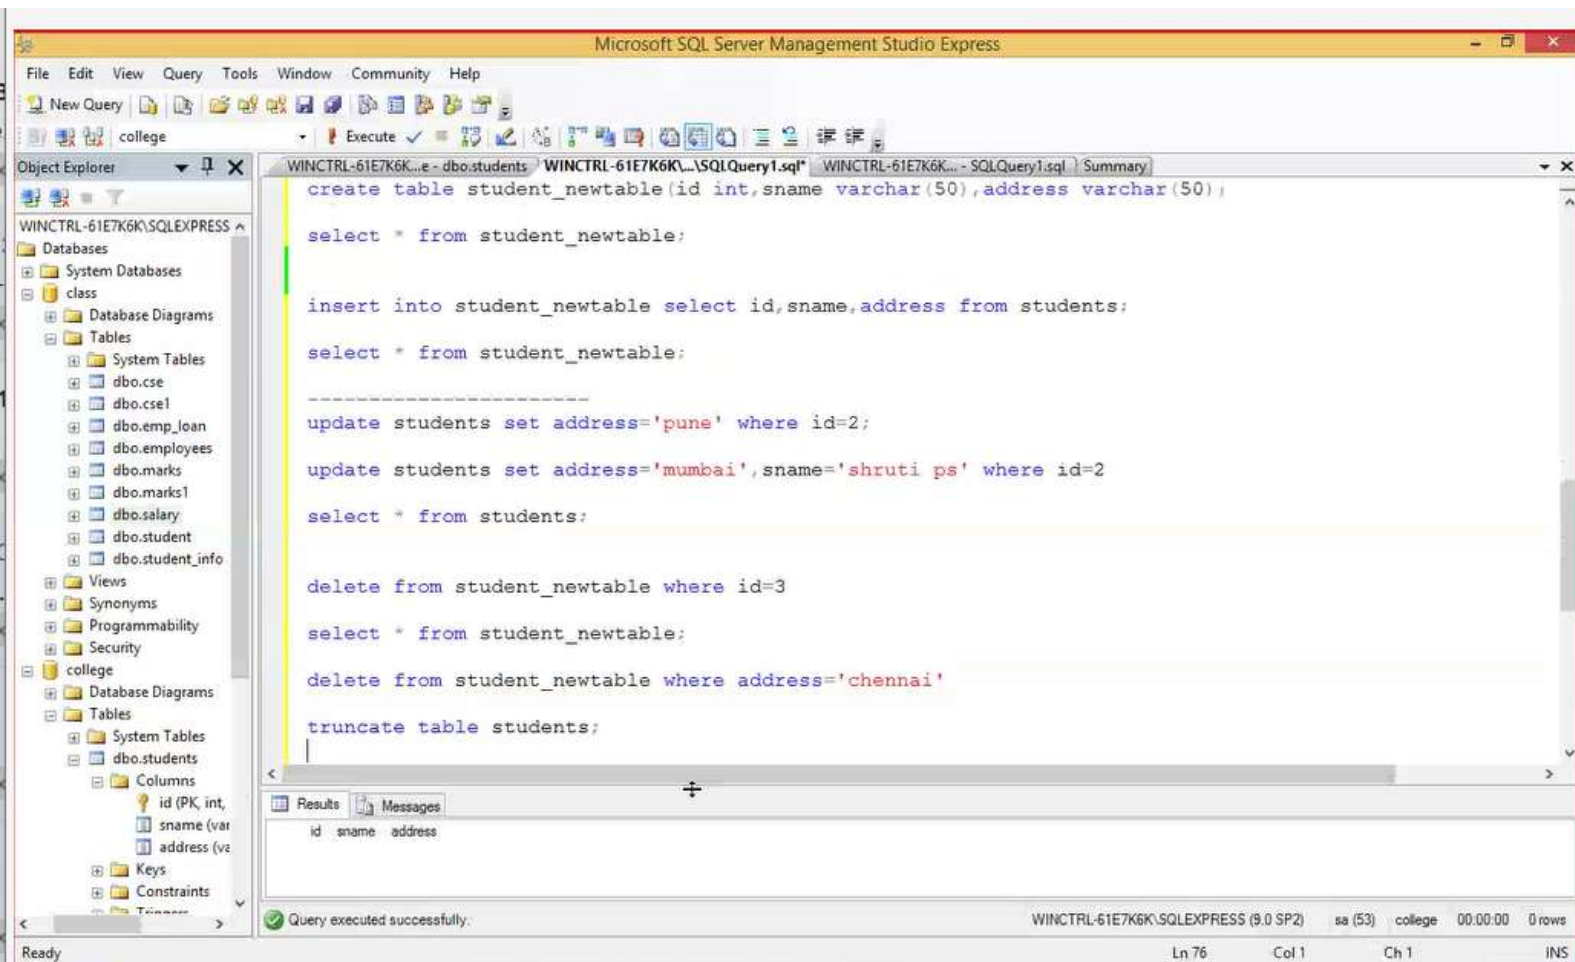 Microsoft SQL Server Management Studio Express
File Edit View Query Tools Window Community Help
New Query
college Execute
Object Explorer
WINCTRL-61E7K6K...e - dbo.students WINCTRL-61E7K6K\...\SQLQuery1.sql* WINCTRL-61E7K6K... - SQLQuery1.sql Summary
WINCTRL-61E7K6K\SQLEXPRESS
Databases
System Databases
class
Database Diagrams
Tables
System Tables
dbo.cse
dbo.cse1
dbo.emp_loan
dbo.employees
dbo.marks
dbo.marks1
dbo.salary
dbo.student
dbo.student_info
Views
Synonyms
Programmability
Security
college
Database Diagrams
Tables
System Tables
dbo.students
Columns
id (PK, int,
sname (var
address (va
Keys
Constraints
create table student_newtable(id int,sname varchar(50),address varchar(50);
select * from student_newtable;
insert into student_newtable select id,sname,address from students;
select * from student_newtable;
-----------------------
update students set address='pune' where id=2;
update students set address='mumbai',sname='shruti ps' where id=2
select * from students;
delete from student_newtable where id=3
select * from student_newtable;
delete from student_newtable where address='chennai'
truncate table students;
Results Messages
id sname address
Query executed successfully. WINCTRL-61E7K6K\SQLEXPRESS (9.0 SP2) sa (53) college 00:00:00 0 rows
Ready Ln 76 Col 1 Ch 1 INS